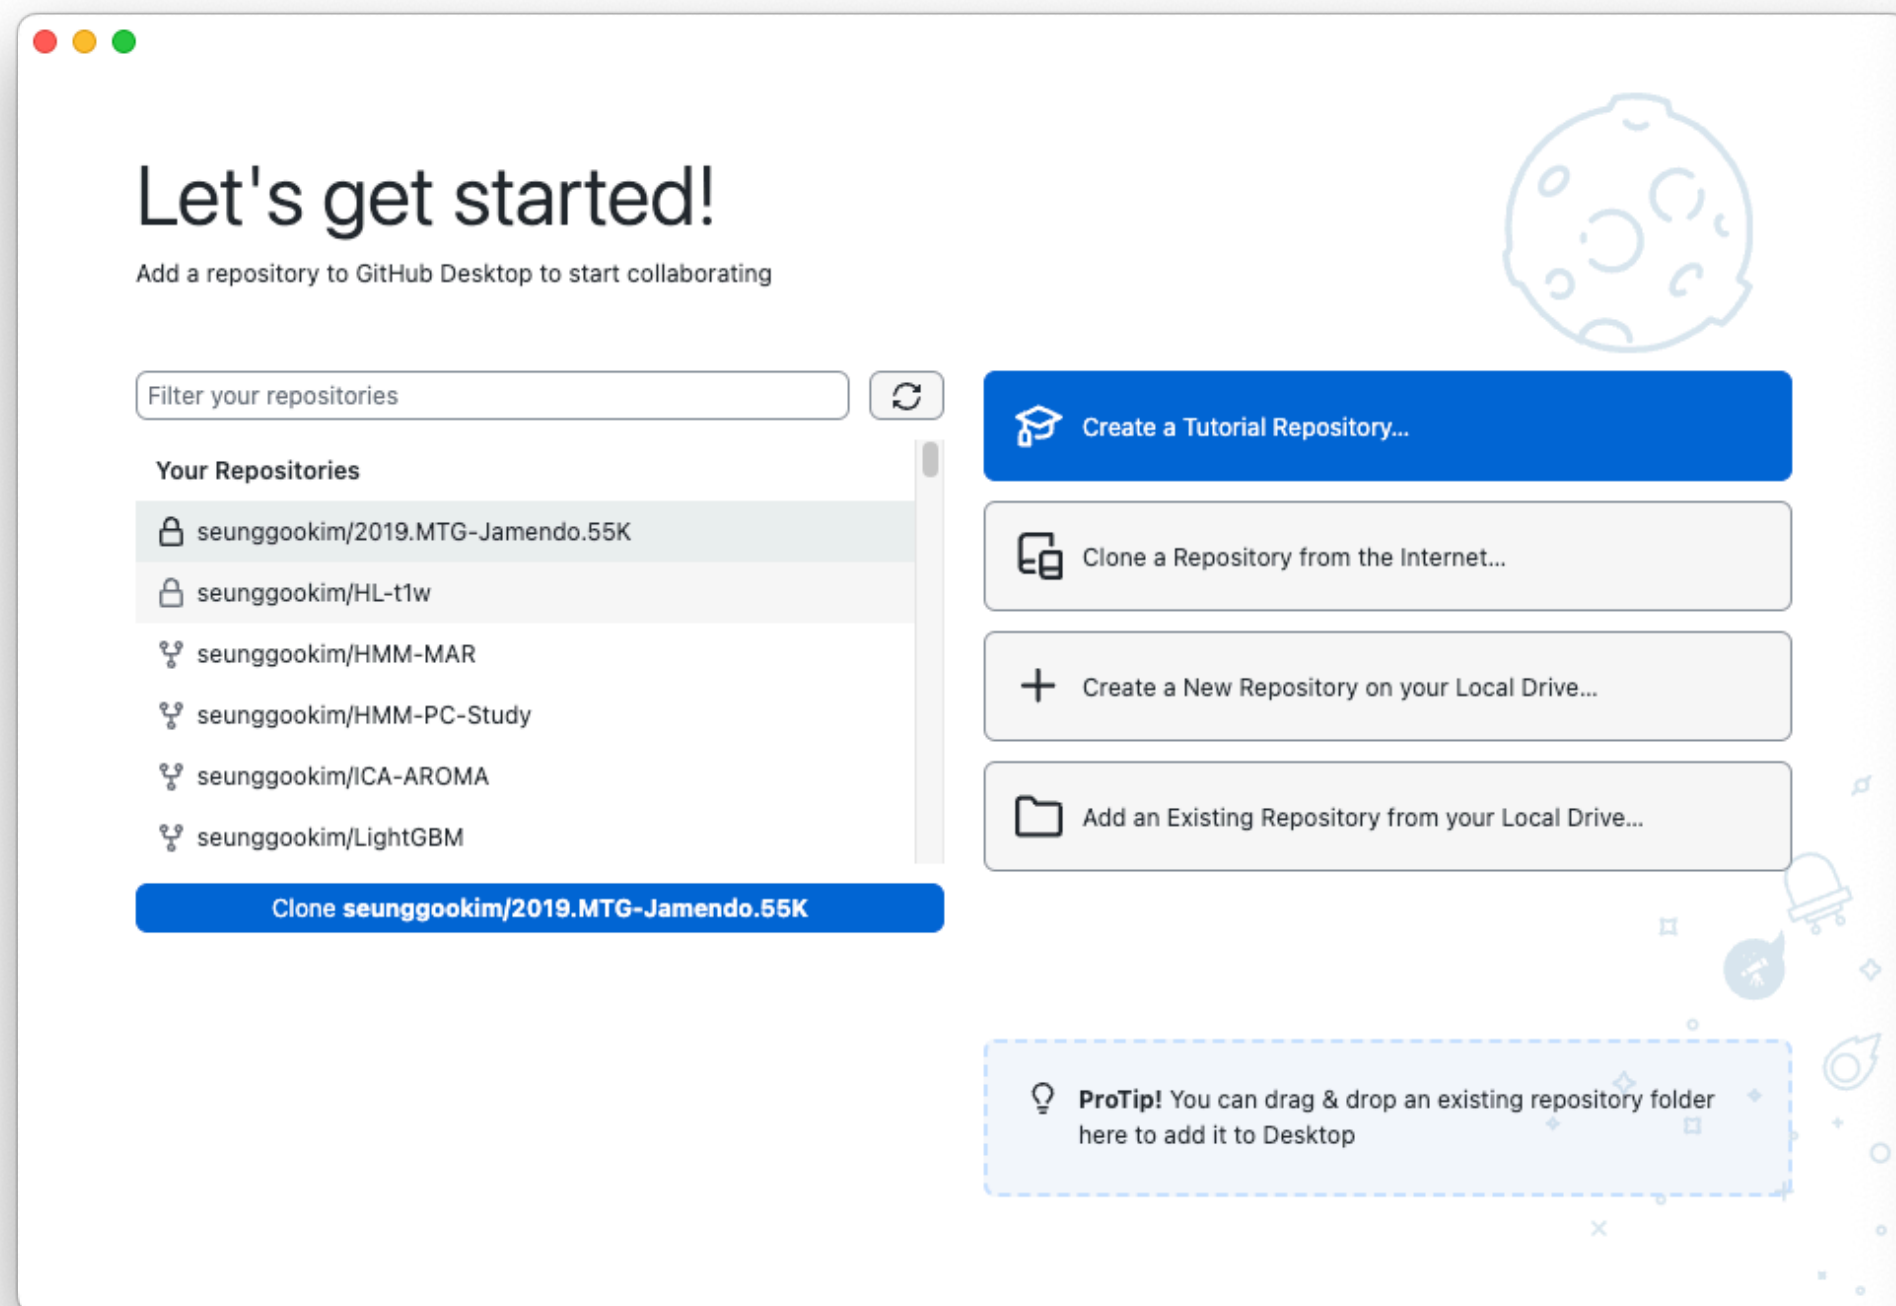 Let's get started!
Add a repository to GitHub Desktop to start collaborating
Filter your repositories
Your Repositories
seunggookim/2019.MTG-Jamendo.55K
seunggookim/HL-t1w
seunggookim/HMM-MAR
seunggookim/HMM-PC-Study
seunggookim/ICA-AROMA
seunggookim/LightGBM
Clone seunggookim/2019.MTG-Jamendo.55K
Create a Tutorial Repository...
Clone a Repository from the Internet...
Create a New Repository on your Local Drive...
Add an Existing Repository from your Local Drive...
ProTip! You can drag & drop an existing repository folder
here to add it to Desktop